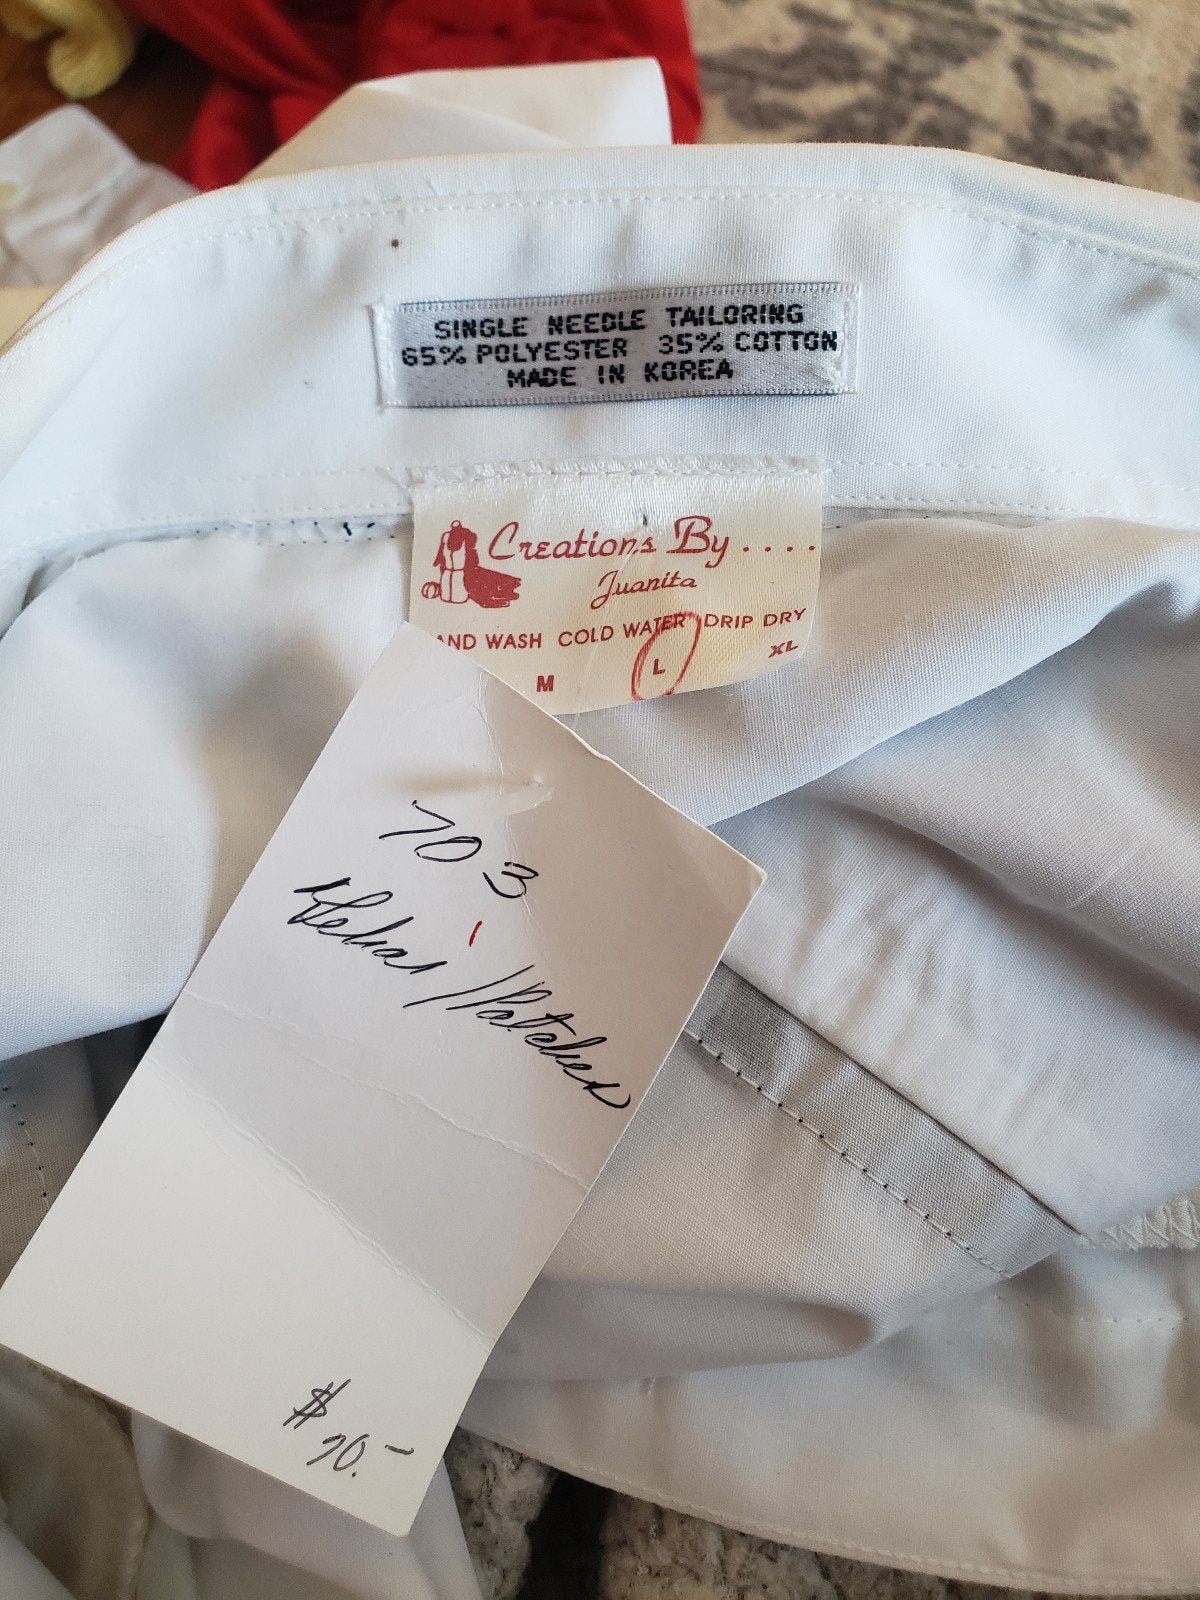 SINGLE NEEDLE TAILORING
65% POLYESTER 35% COTTON
MADE IN KOREA
Creations By ....
Juanita
AND WASH COLD WATER DRIP DRY
M L XL
703
$